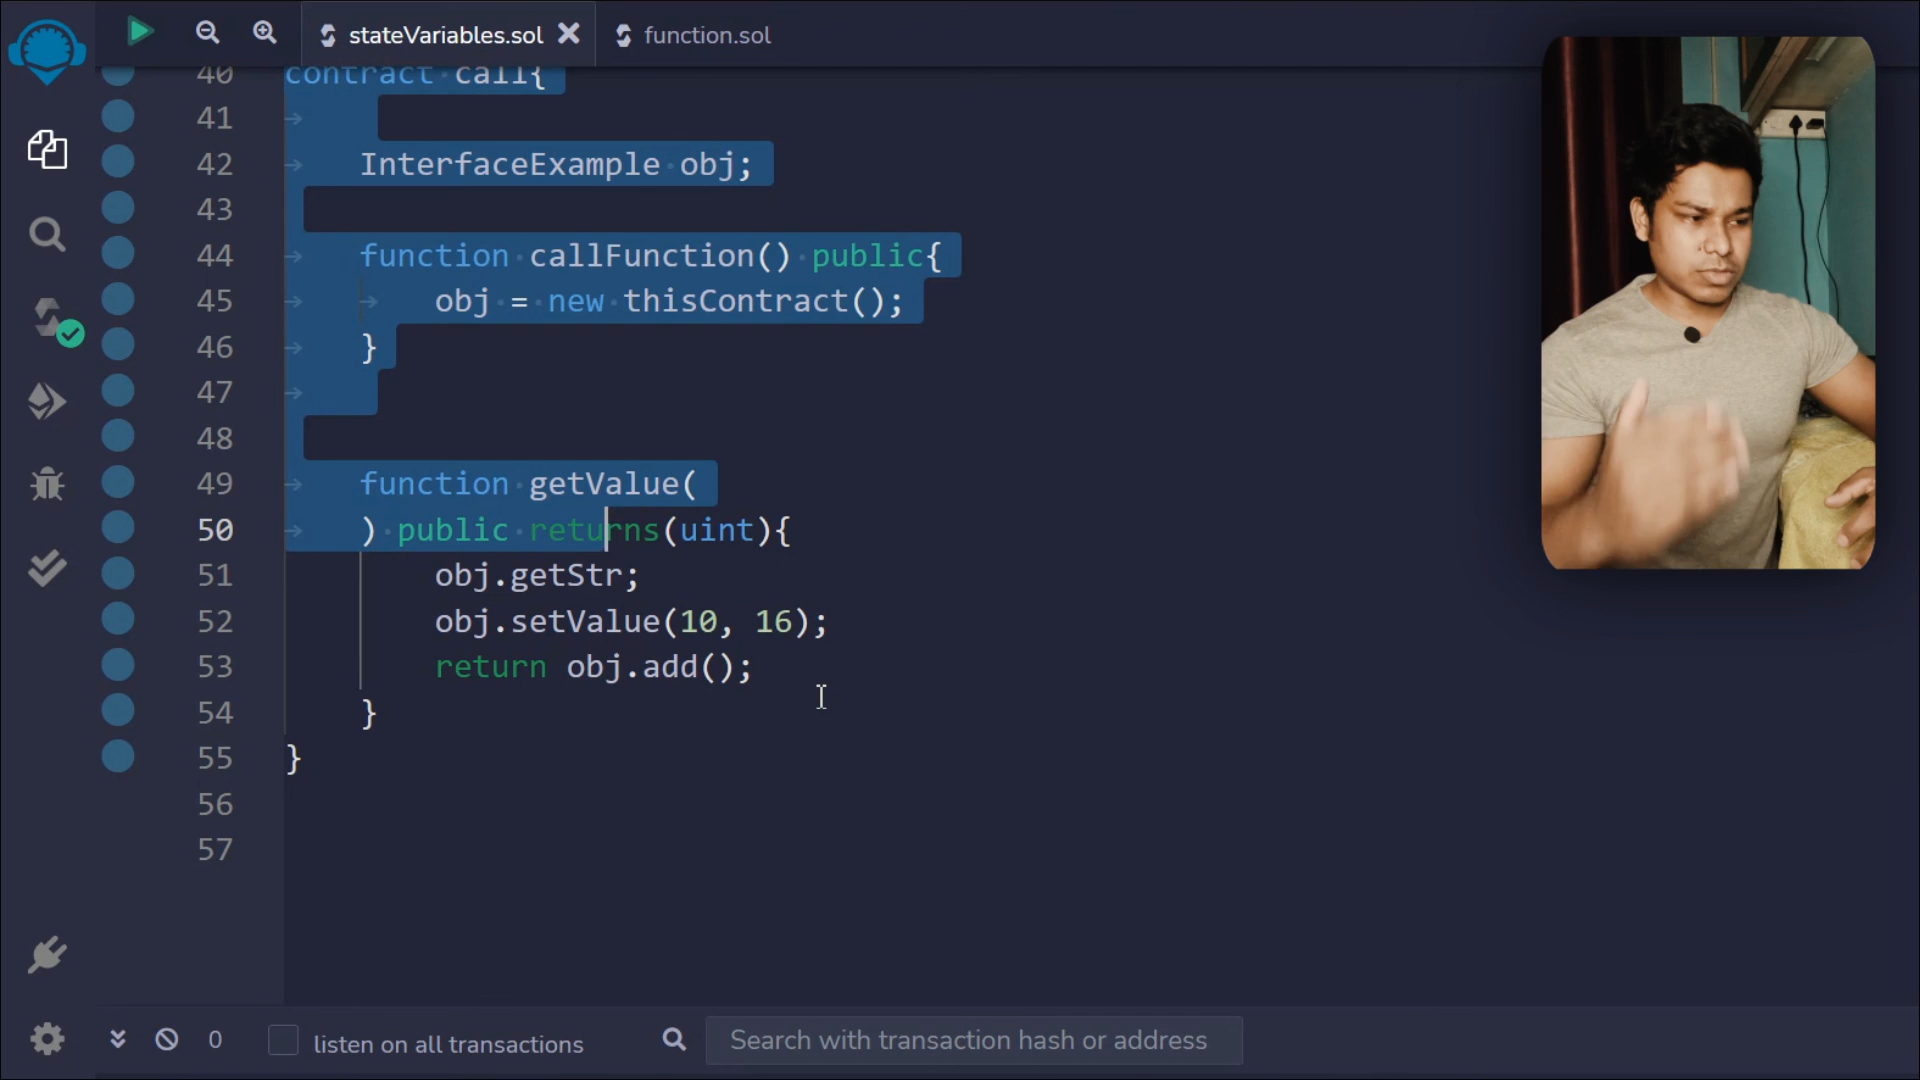 stateVariables.sol
function.sol
40 contract call{
41
42 InterfaceExample obj;
43
44 function callFunction() public{
45 obj = new thisContract();
46 }
47
48
49 function getValue(
50 ) public returns(uint){
51 obj.getStr;
52 obj.setValue(10, 16);
53 return obj.add();
54 }
55 }
56
57
0 listen on all transactions Search with transaction hash or address